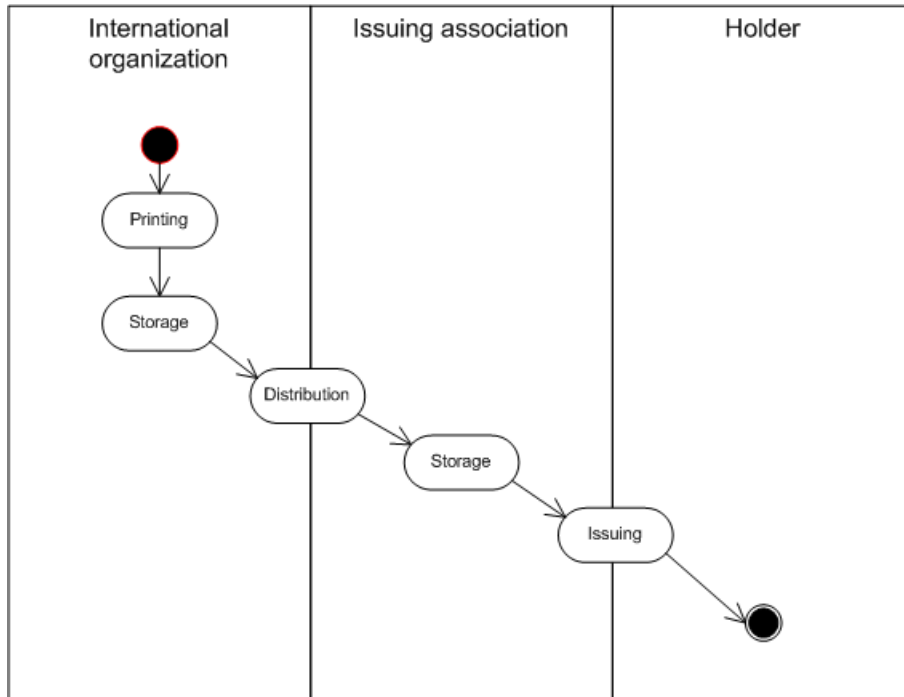 International
organization
Issuing association
Holder
Printing
Storage
Distribution
Storage
Issuing